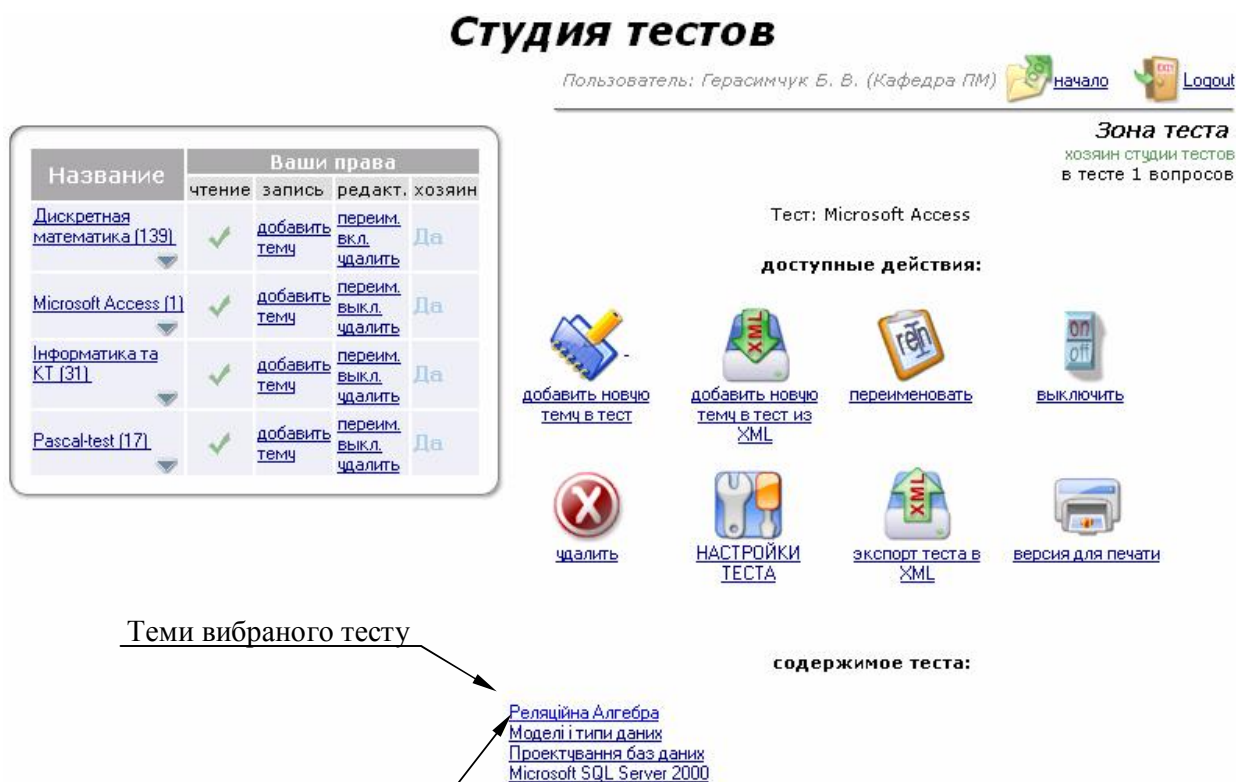 Студия тестов
Пользователь: Герасимчук Б. В. (Кафедра ПМ)
начало
Logout
Зона теста
хозяин студии тестов
в тесте 1 вопросов
Название
Ваши права
чтение запись редакт. хозяин
Дискретная
математика (139)
добавить
тему
переим.
вкл.
удалить
Да
Microsoft Access (1)
добавить
тему
переим.
выкл.
удалить
Да
Інформатика та
КТ (31)
добавить
тему
переим.
выкл.
удалить
Да
Pascal-test (17)
добавить
тему
переим.
выкл.
удалить
Да
Тест: Microsoft Access
доступные действия:
добавить новую
тему в тест
XML
добавить новую
тему в тест из
XML
ren
переименовать
on
off
выключить
X
удалить
НАСТРОЙКИ
ТЕСТА
XML
экспорт теста в
XML
версия для печати
Теми вибраного тесту
содержимое теста:
Реляційна Алгебра
Моделі і типи даних
Проектування баз даних
Microsoft SQL Server 2000